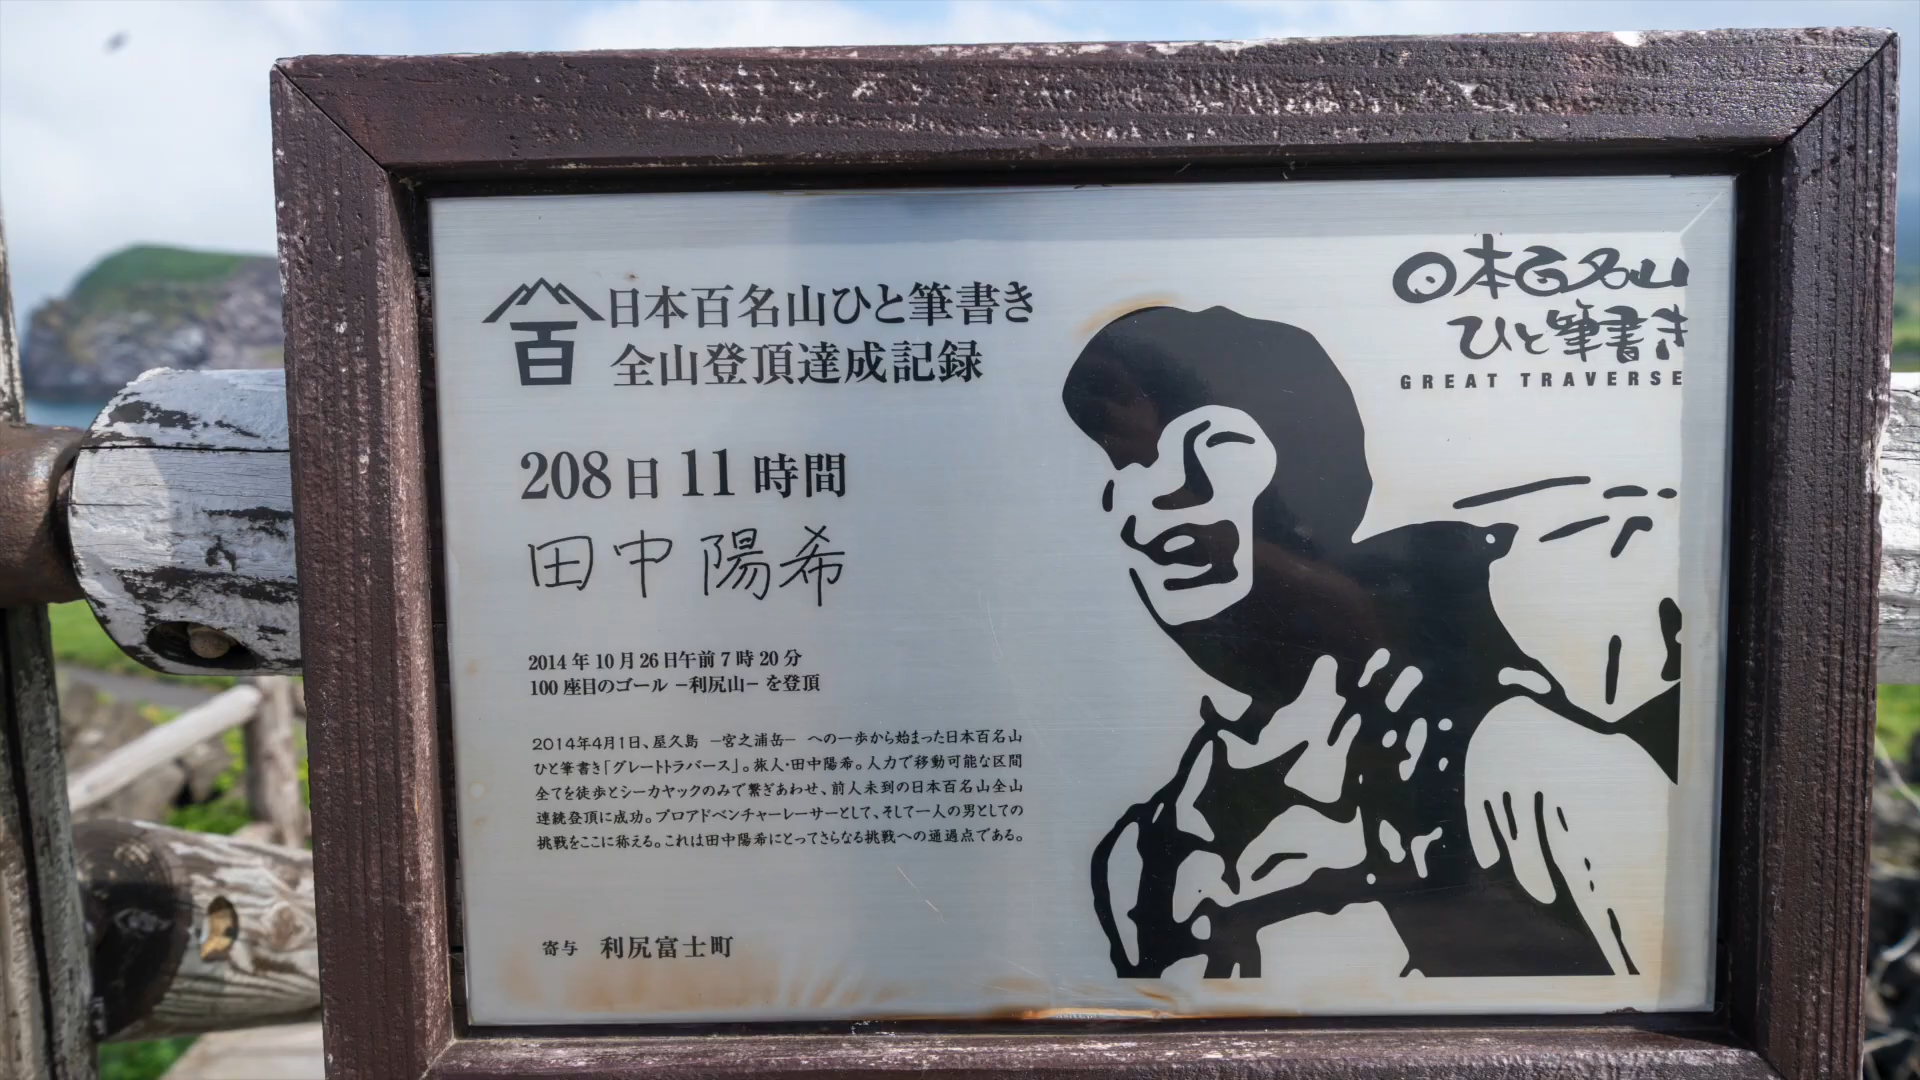 百
日本百名山ひと筆書き
全山登頂達成記録
208日11時間
田中陽希
2014年10月26日午前7時20分
100座目のゴール −利尻山− を登頂
2014年4月1日、屋久島 −宮之浦岳− への一歩から始まった日本百名山
ひと筆書き「グレートトラバース」。旅人・田中陽希。人力で移動可能な区間
全てを徒歩とシーカヤックのみで繋ぎあわせ、前人未到の日本百名山全山
連続登頂に成功。プロアドベンチャーレーサーとして、そして一人の男としての
挑戦をここに称える。これは田中陽希にとってさらなる挑戦への通過点である。
寄与 利尻富士町
日本百名山
ひと筆書き
GREAT TRAVERSE